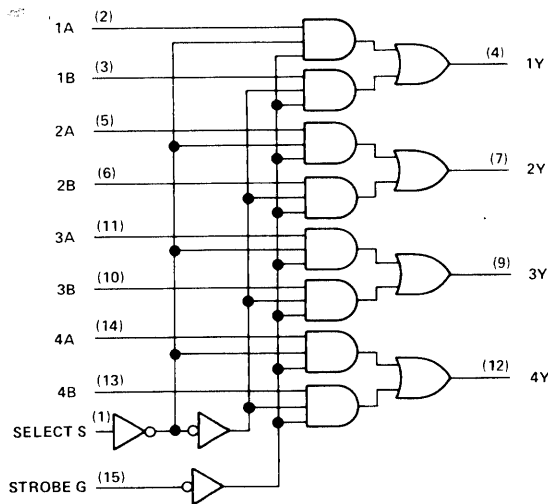 1A (2)
(4) 1Y
1B (3)
2A (5)
(7) 2Y
2B (6)
3A (11)
(9) 3Y
3B (10)
4A (14)
(12) 4Y
4B (13)
SELECT S (1)
STROBE G (15)